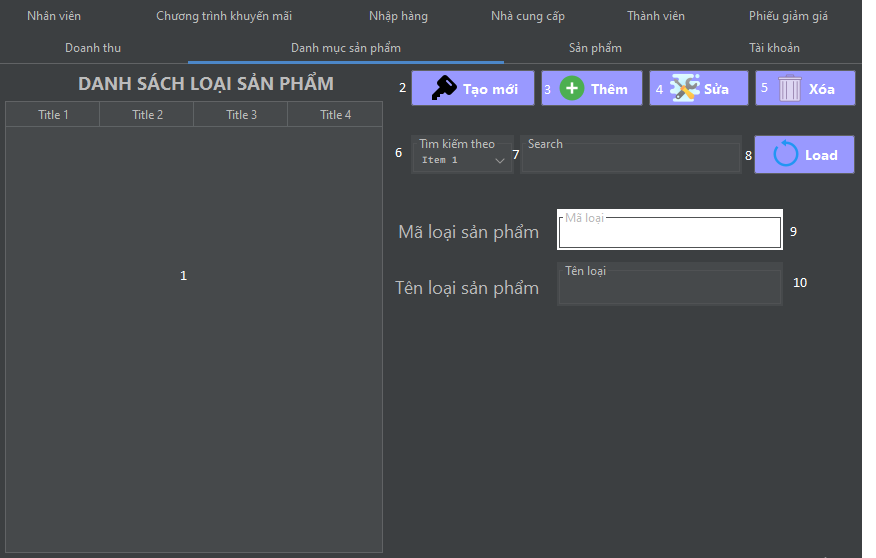 Nhân viên Chương trình khuyến mãi Nhập hàng Nhà cung cấp Thành viên Phiếu giảm giá
Doanh thu Danh mục sản phẩm Sản phẩm Tài khoản
DANH SÁCH LOẠI SẢN PHẨM
2 Tạo mới 3 Thêm 4 Sửa 5 Xóa
Title 1 Title 2 Title 3 Title 4
6 Tìm kiếm theo 7 Search 8 Load
Item 1
Mã loại sản phẩm Mã loại 9
1
Tên loại sản phẩm Tên loại 10